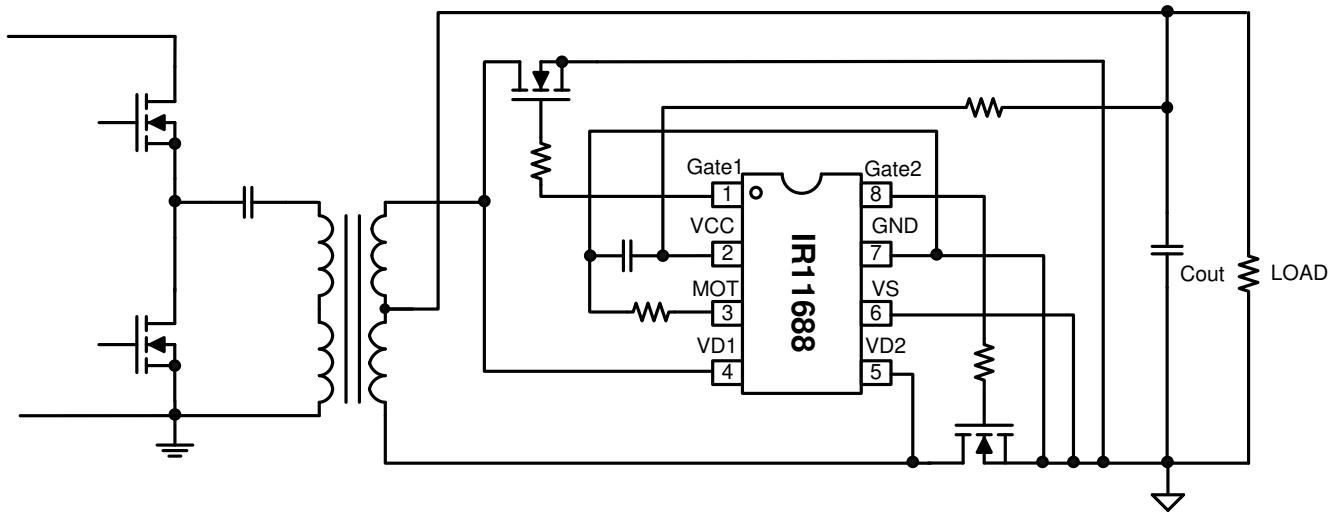 Gate1
Gate2
1
8
VCC
GND
2
7
MOT
VS
3
6
VD1
VD2
4
5
IR11688
Cout
LOAD